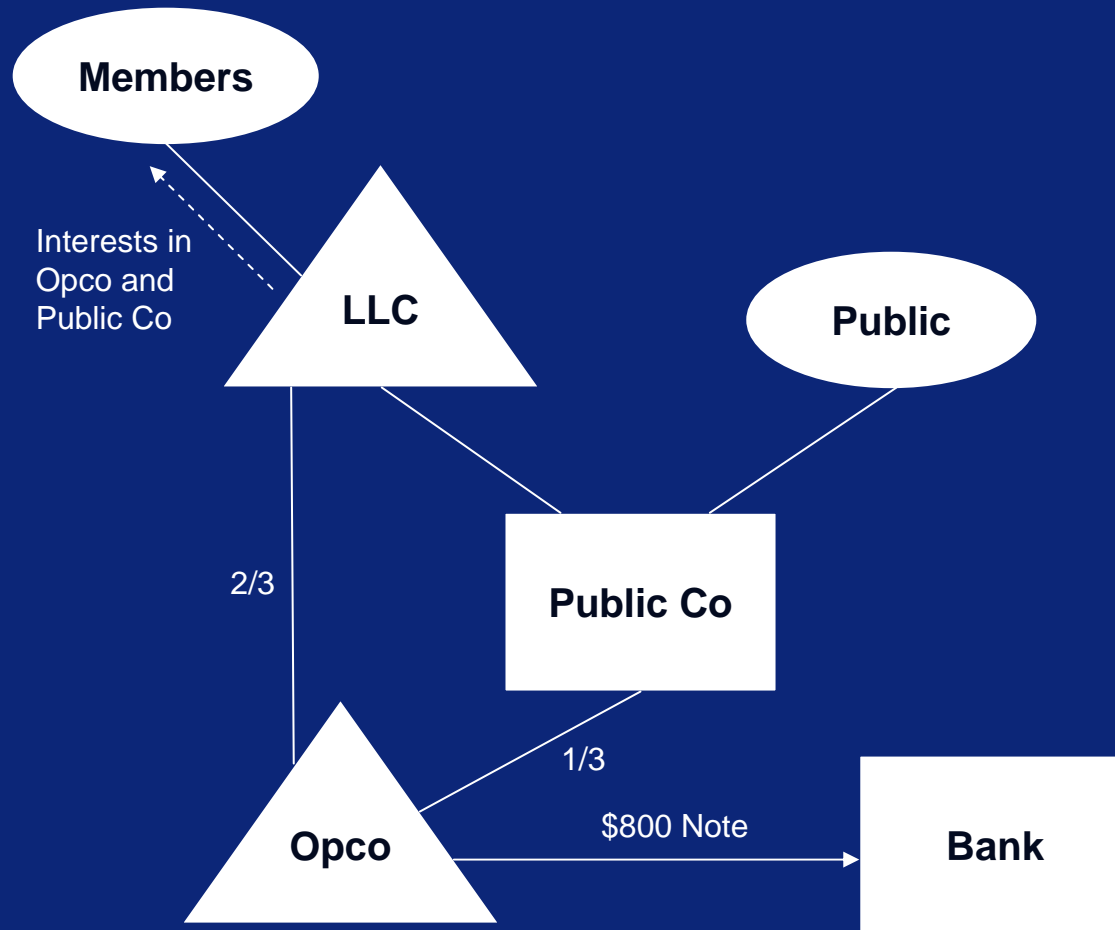 Members
Interests in
Opco and
Public Co
LLC
Public
2/3
Public Co
1/3
$800 Note
Opco
Bank